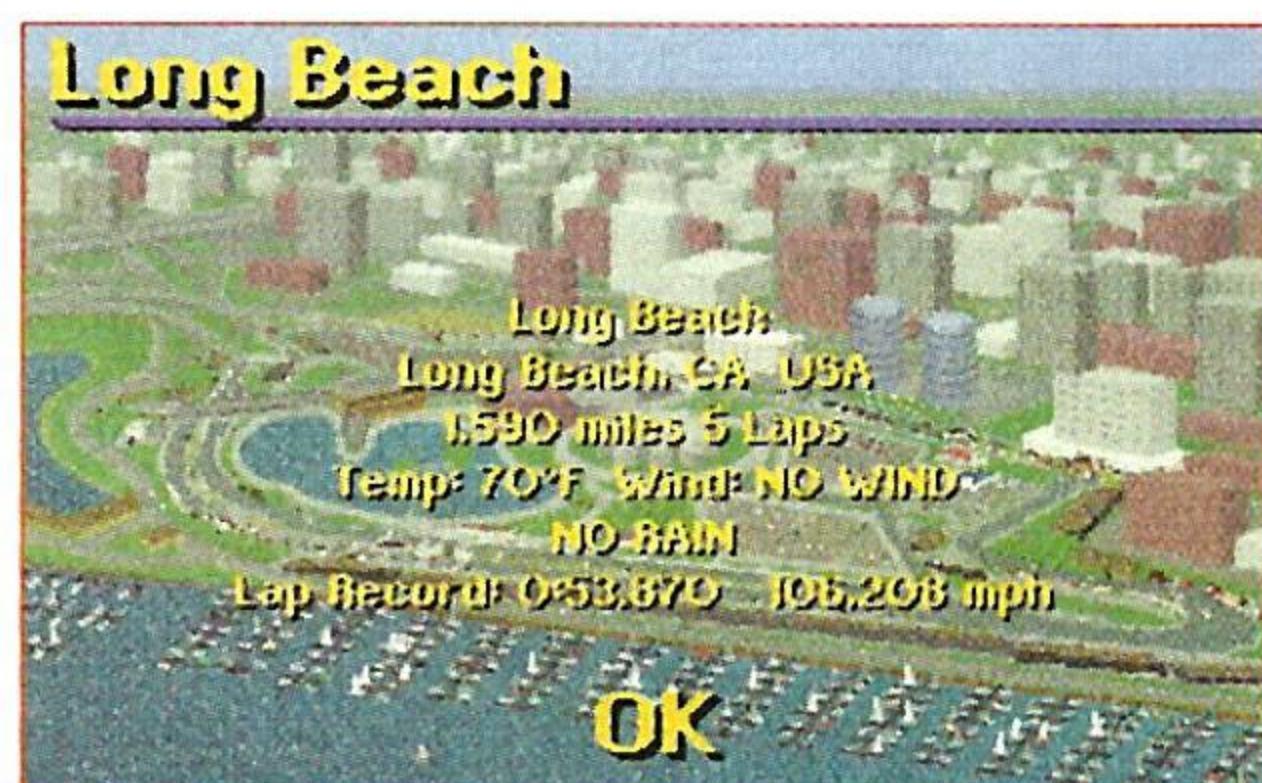 Long Beach
Long Beach
Long Beach, CA USA
1.590 miles 5 Laps
Temp: 70°F Wind: NO WIND
NO RAIN
Lap Record: 0:53.870 106.208 mph
OK